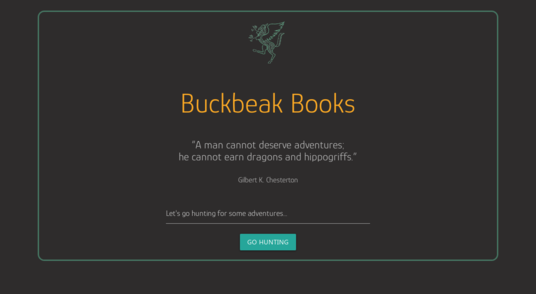 Buckbeak Books
"A man cannot deserve adventures;
he cannot earn dragons and hippogriffs."
Gilbert K. Chesterton
Let's go hunting for some adventures...
GO HUNTING